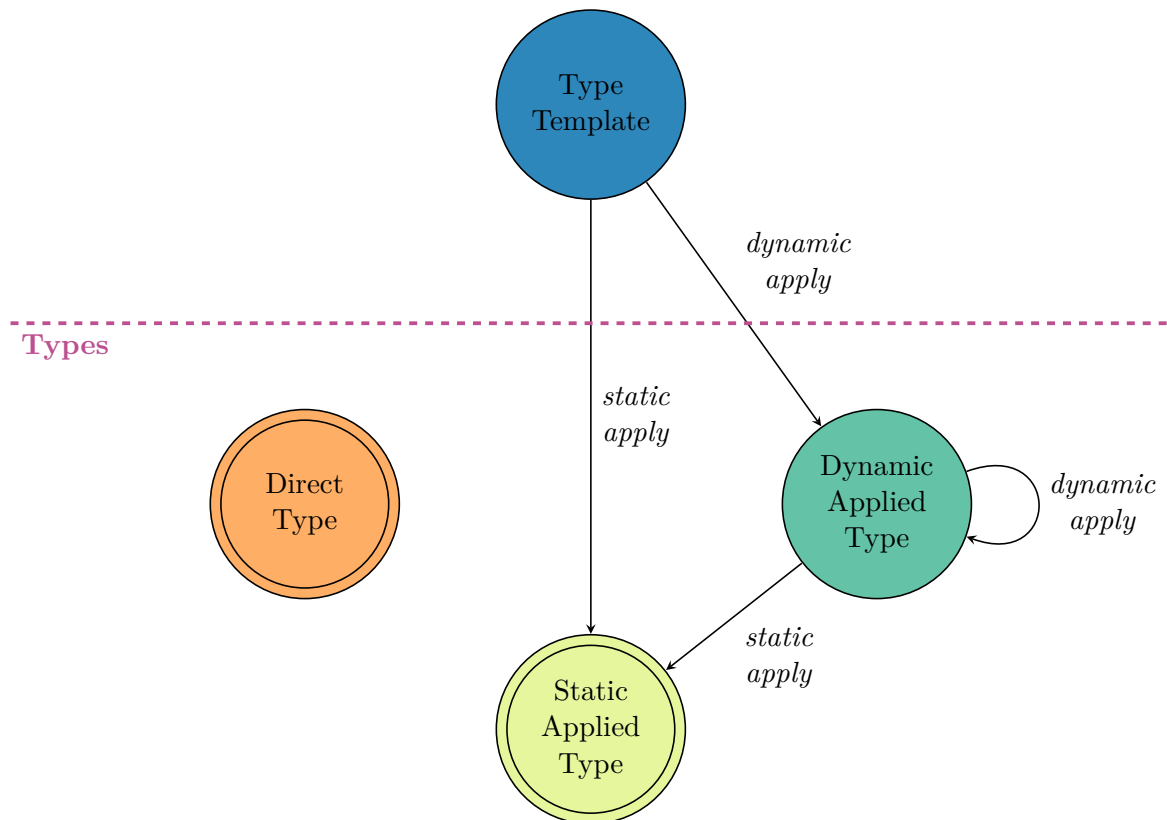 Type
Template
dynamic
apply
Types
static
apply
Direct
Type
Dynamic
Applied
Type
dynamic
apply
static
apply
Static
Applied
Type